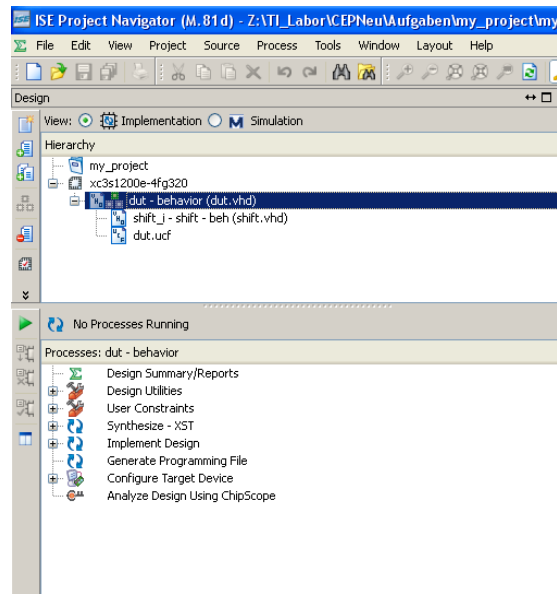 ISE Project Navigator (M.81d) - Z:\TI_Labor\CEPNeu\Aufgaben\my_project\my
File Edit View Project Source Process Tools Window Layout Help
Design
View: Implementation Simulation
Hierarchy
my_project
xc3s1200e-4fg320
dut - behavior (dut.vhd)
shift_i - shift - beh (shift.vhd)
dut.ucf
No Processes Running
Processes: dut - behavior
Design Summary/Reports
Design Utilities
User Constraints
Synthesize - XST
Implement Design
Generate Programming File
Configure Target Device
Analyze Design Using ChipScope